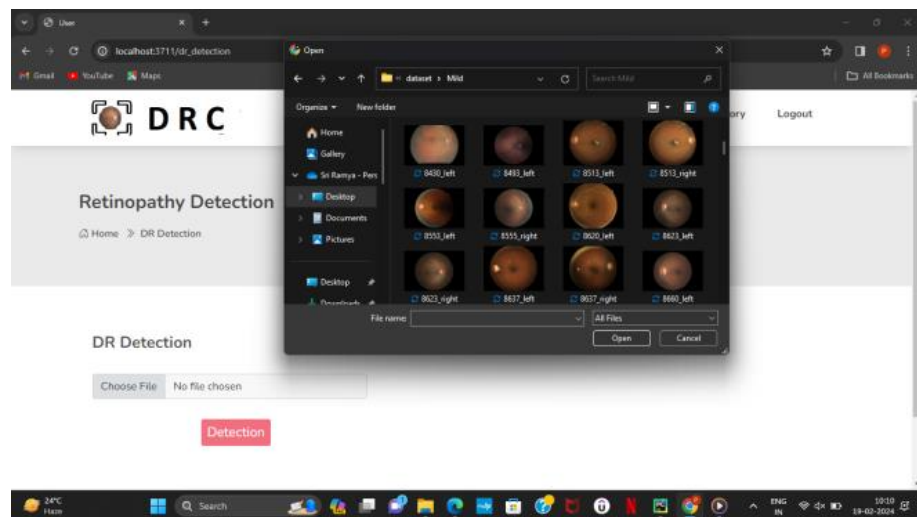 User
localhost:3711/dr_detection
Gmail YouTube Maps
All Bookmarks
Open
dataset > Mild
Search Mild
Organize New folder
Home
Gallery
Sri Ramya - Pers
Desktop
Documents
Pictures
Desktop
Downloads
8430_left 8493_left 8513_left 8513_right
8553_left 8555_right 8620_left 8623_left
8623_right 8637_left 8637_right 8660_left
File name: All Files
Open Cancel
DRC
ory Logout
Retinopathy Detection
Home DR Detection
DR Detection
Choose File No file chosen
Detection
24°C
Haze
Search
ENG
IN
10:10
19-02-2024